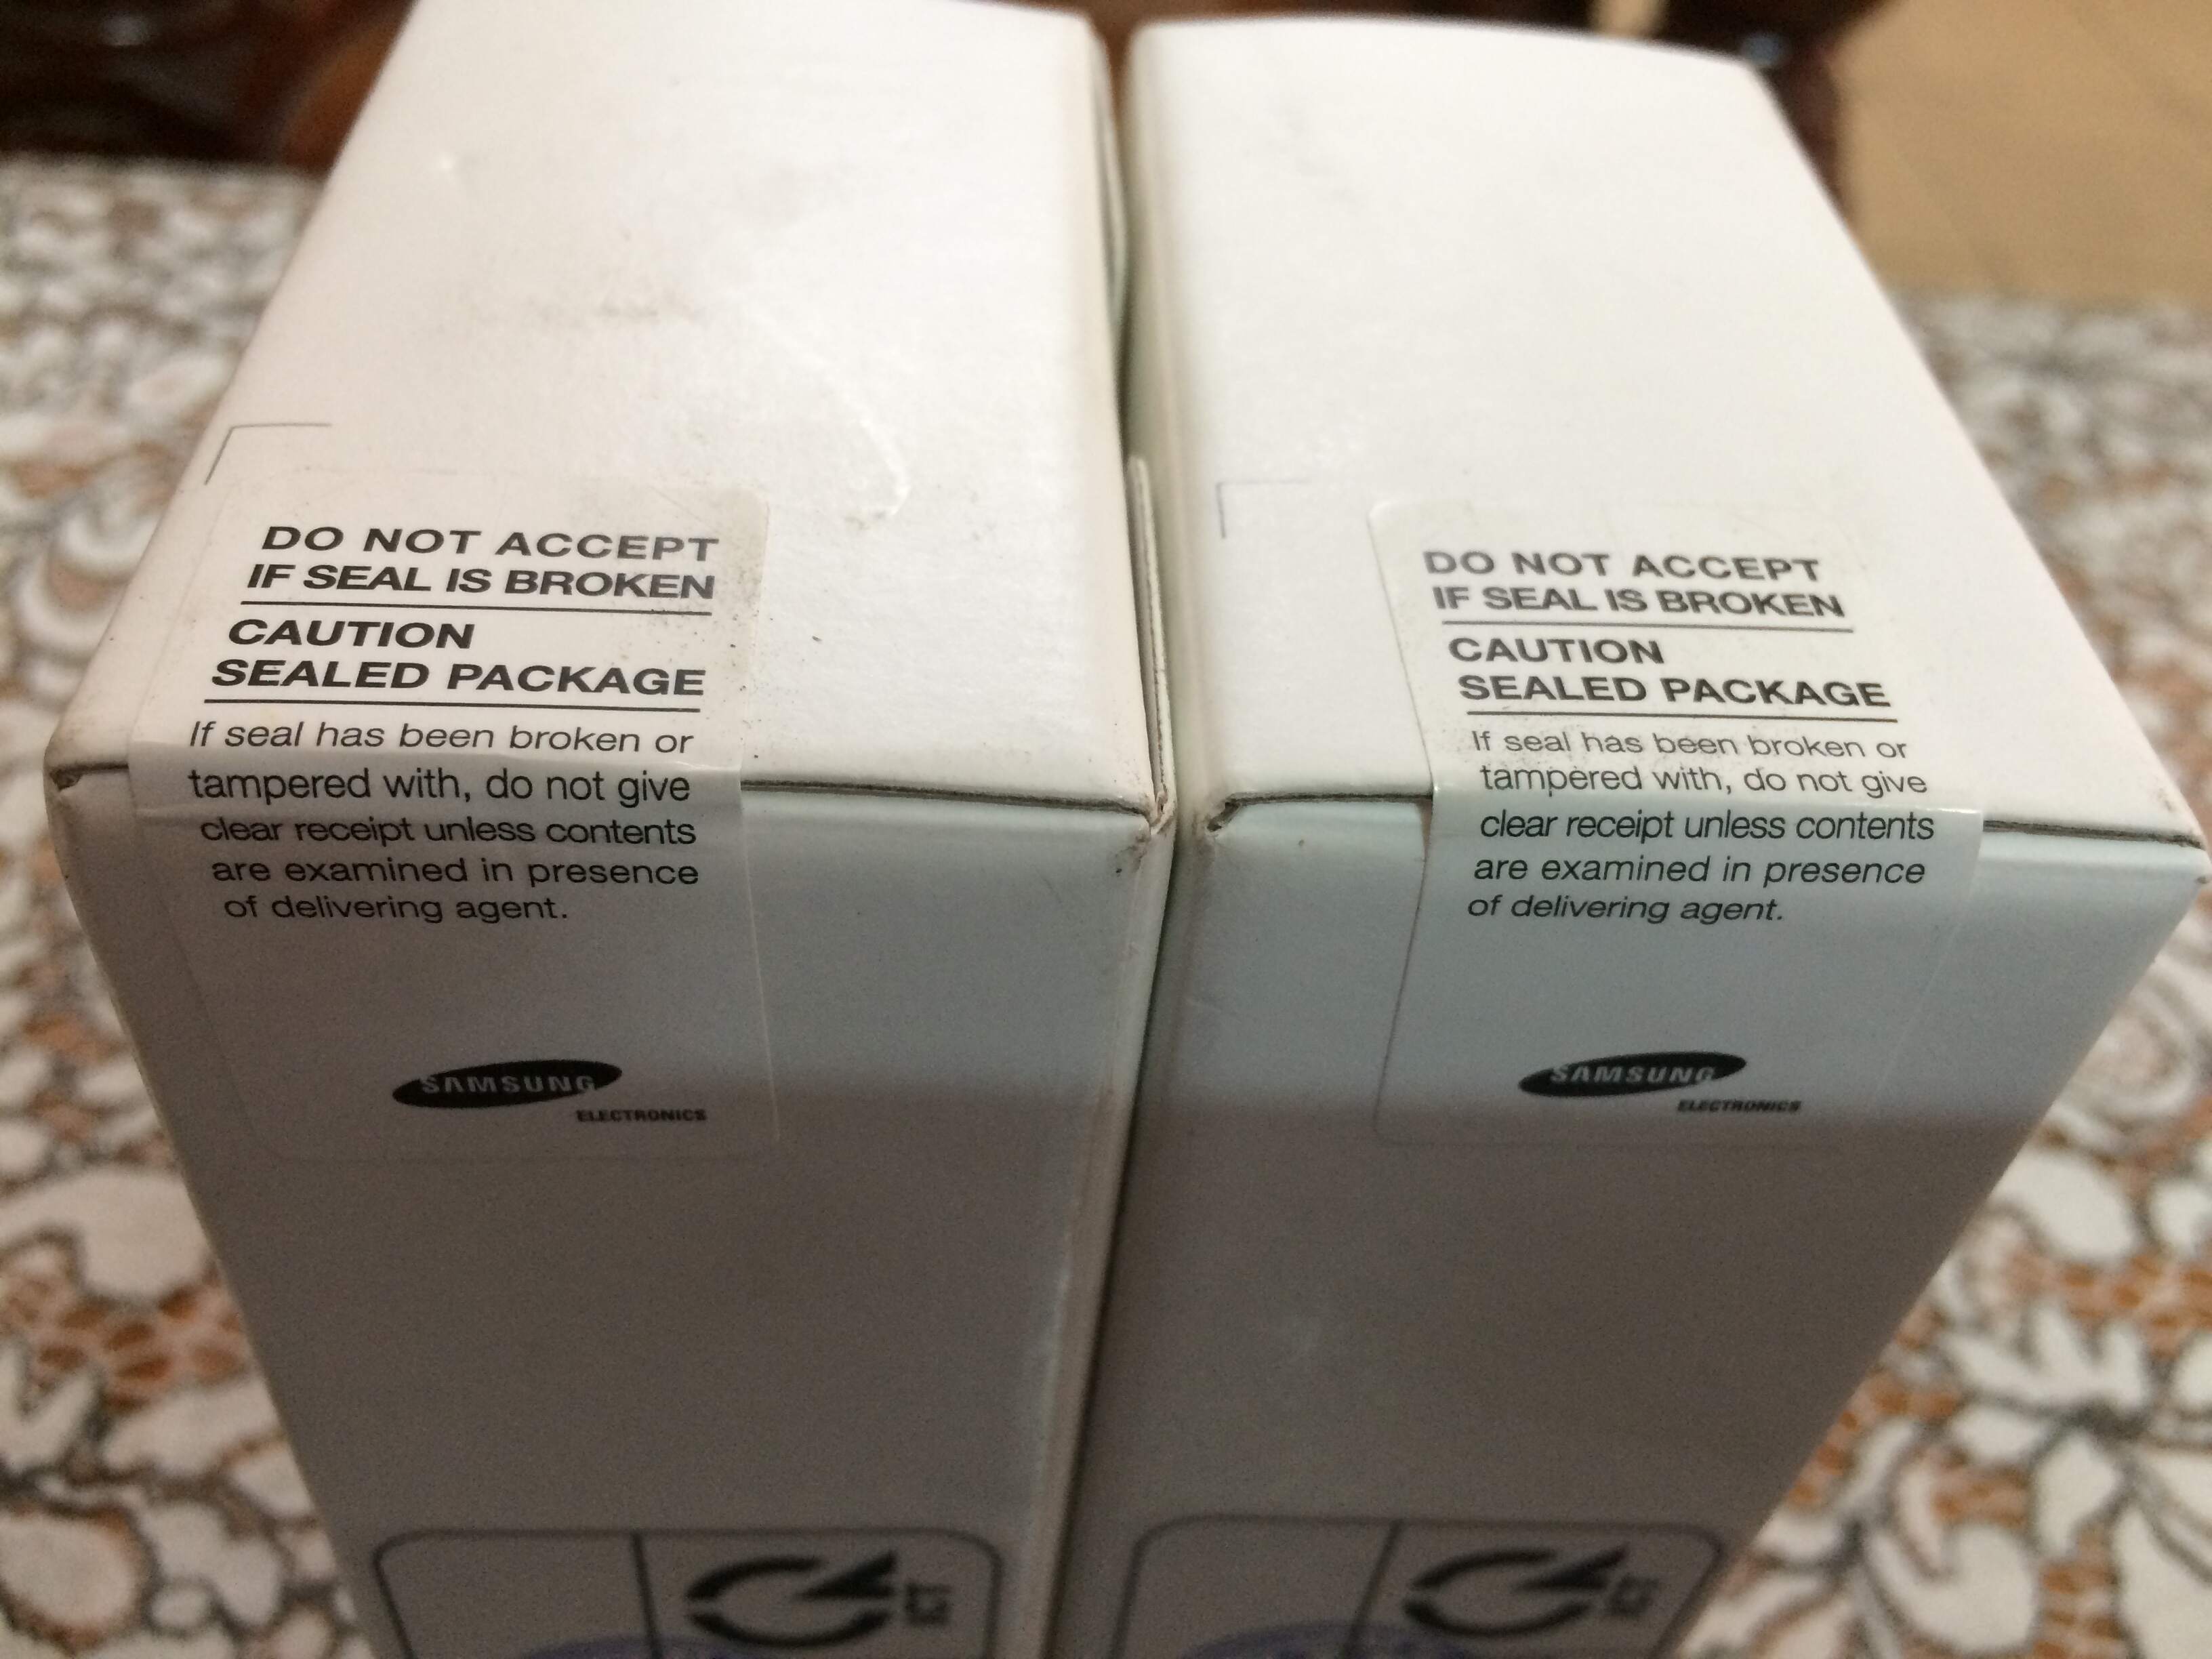 DO NOT ACCEPT
IF SEAL IS BROKEN
CAUTION
SEALED PACKAGE
If seal has been broken or
tampered with, do not give
clear receipt unless contents
are examined in presence
of delivering agent.
SAMSUNG
ELECTRONICS
DO NOT ACCEPT
IF SEAL IS BROKEN
CAUTION
SEALED PACKAGE
If seal has been broken or
tampered with, do not give
clear receipt unless contents
are examined in presence
of delivering agent.
SAMSUNG
ELECTRONICS